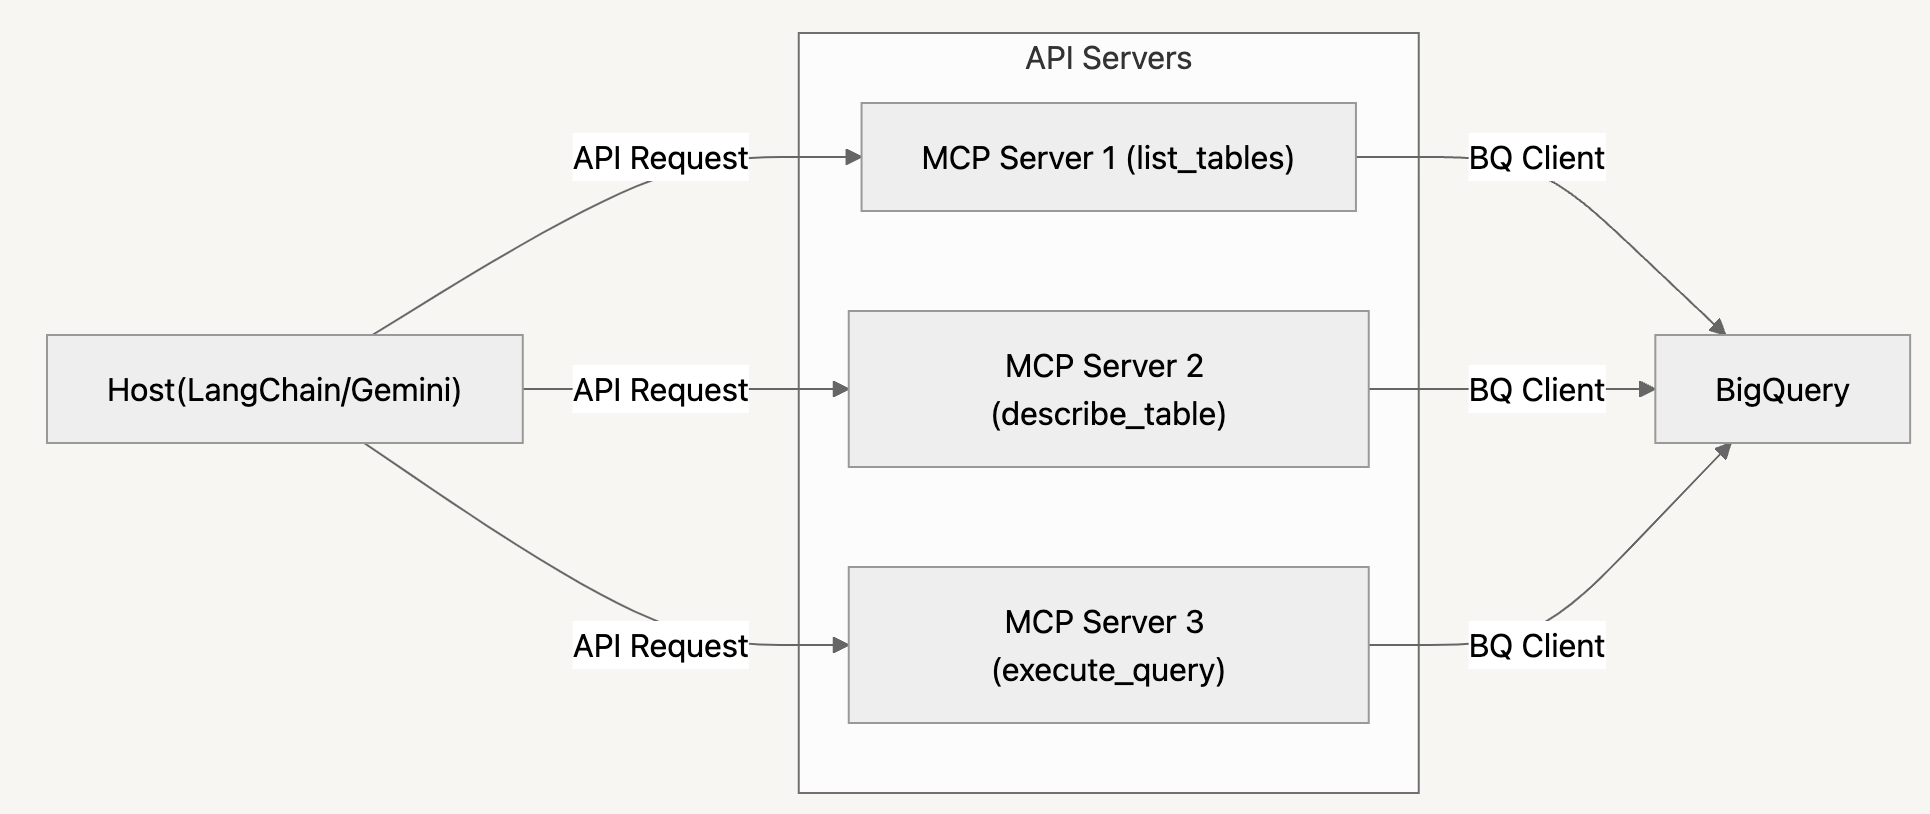 API Servers
API Request
MCP Server 1 (list_tables)
BQ Client
Host(LangChain/Gemini)
API Request
MCP Server 2
(describe_table)
BQ Client
BigQuery
API Request
MCP Server 3
(execute_query)
BQ Client